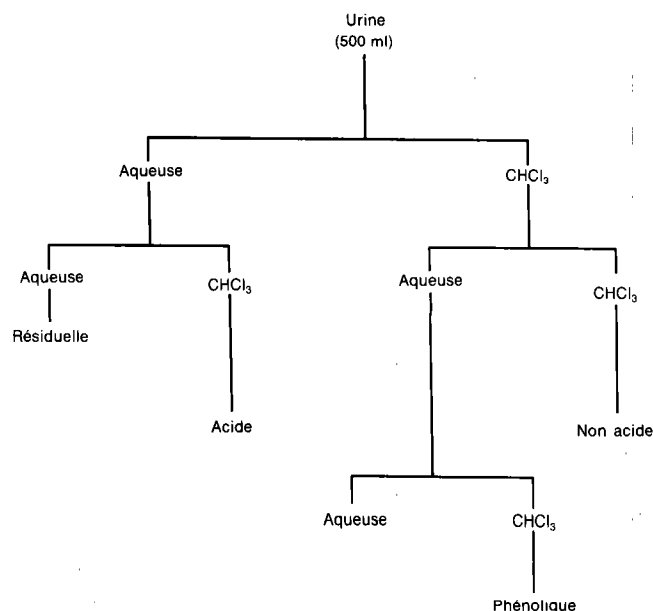 Urine
(500 ml)
Aqueuse
CHCl₃
Aqueuse
CHCl₃
Aqueuse
CHCl₃
Résiduelle
Acide
Non acide
Aqueuse
CHCl₃
Phénolique